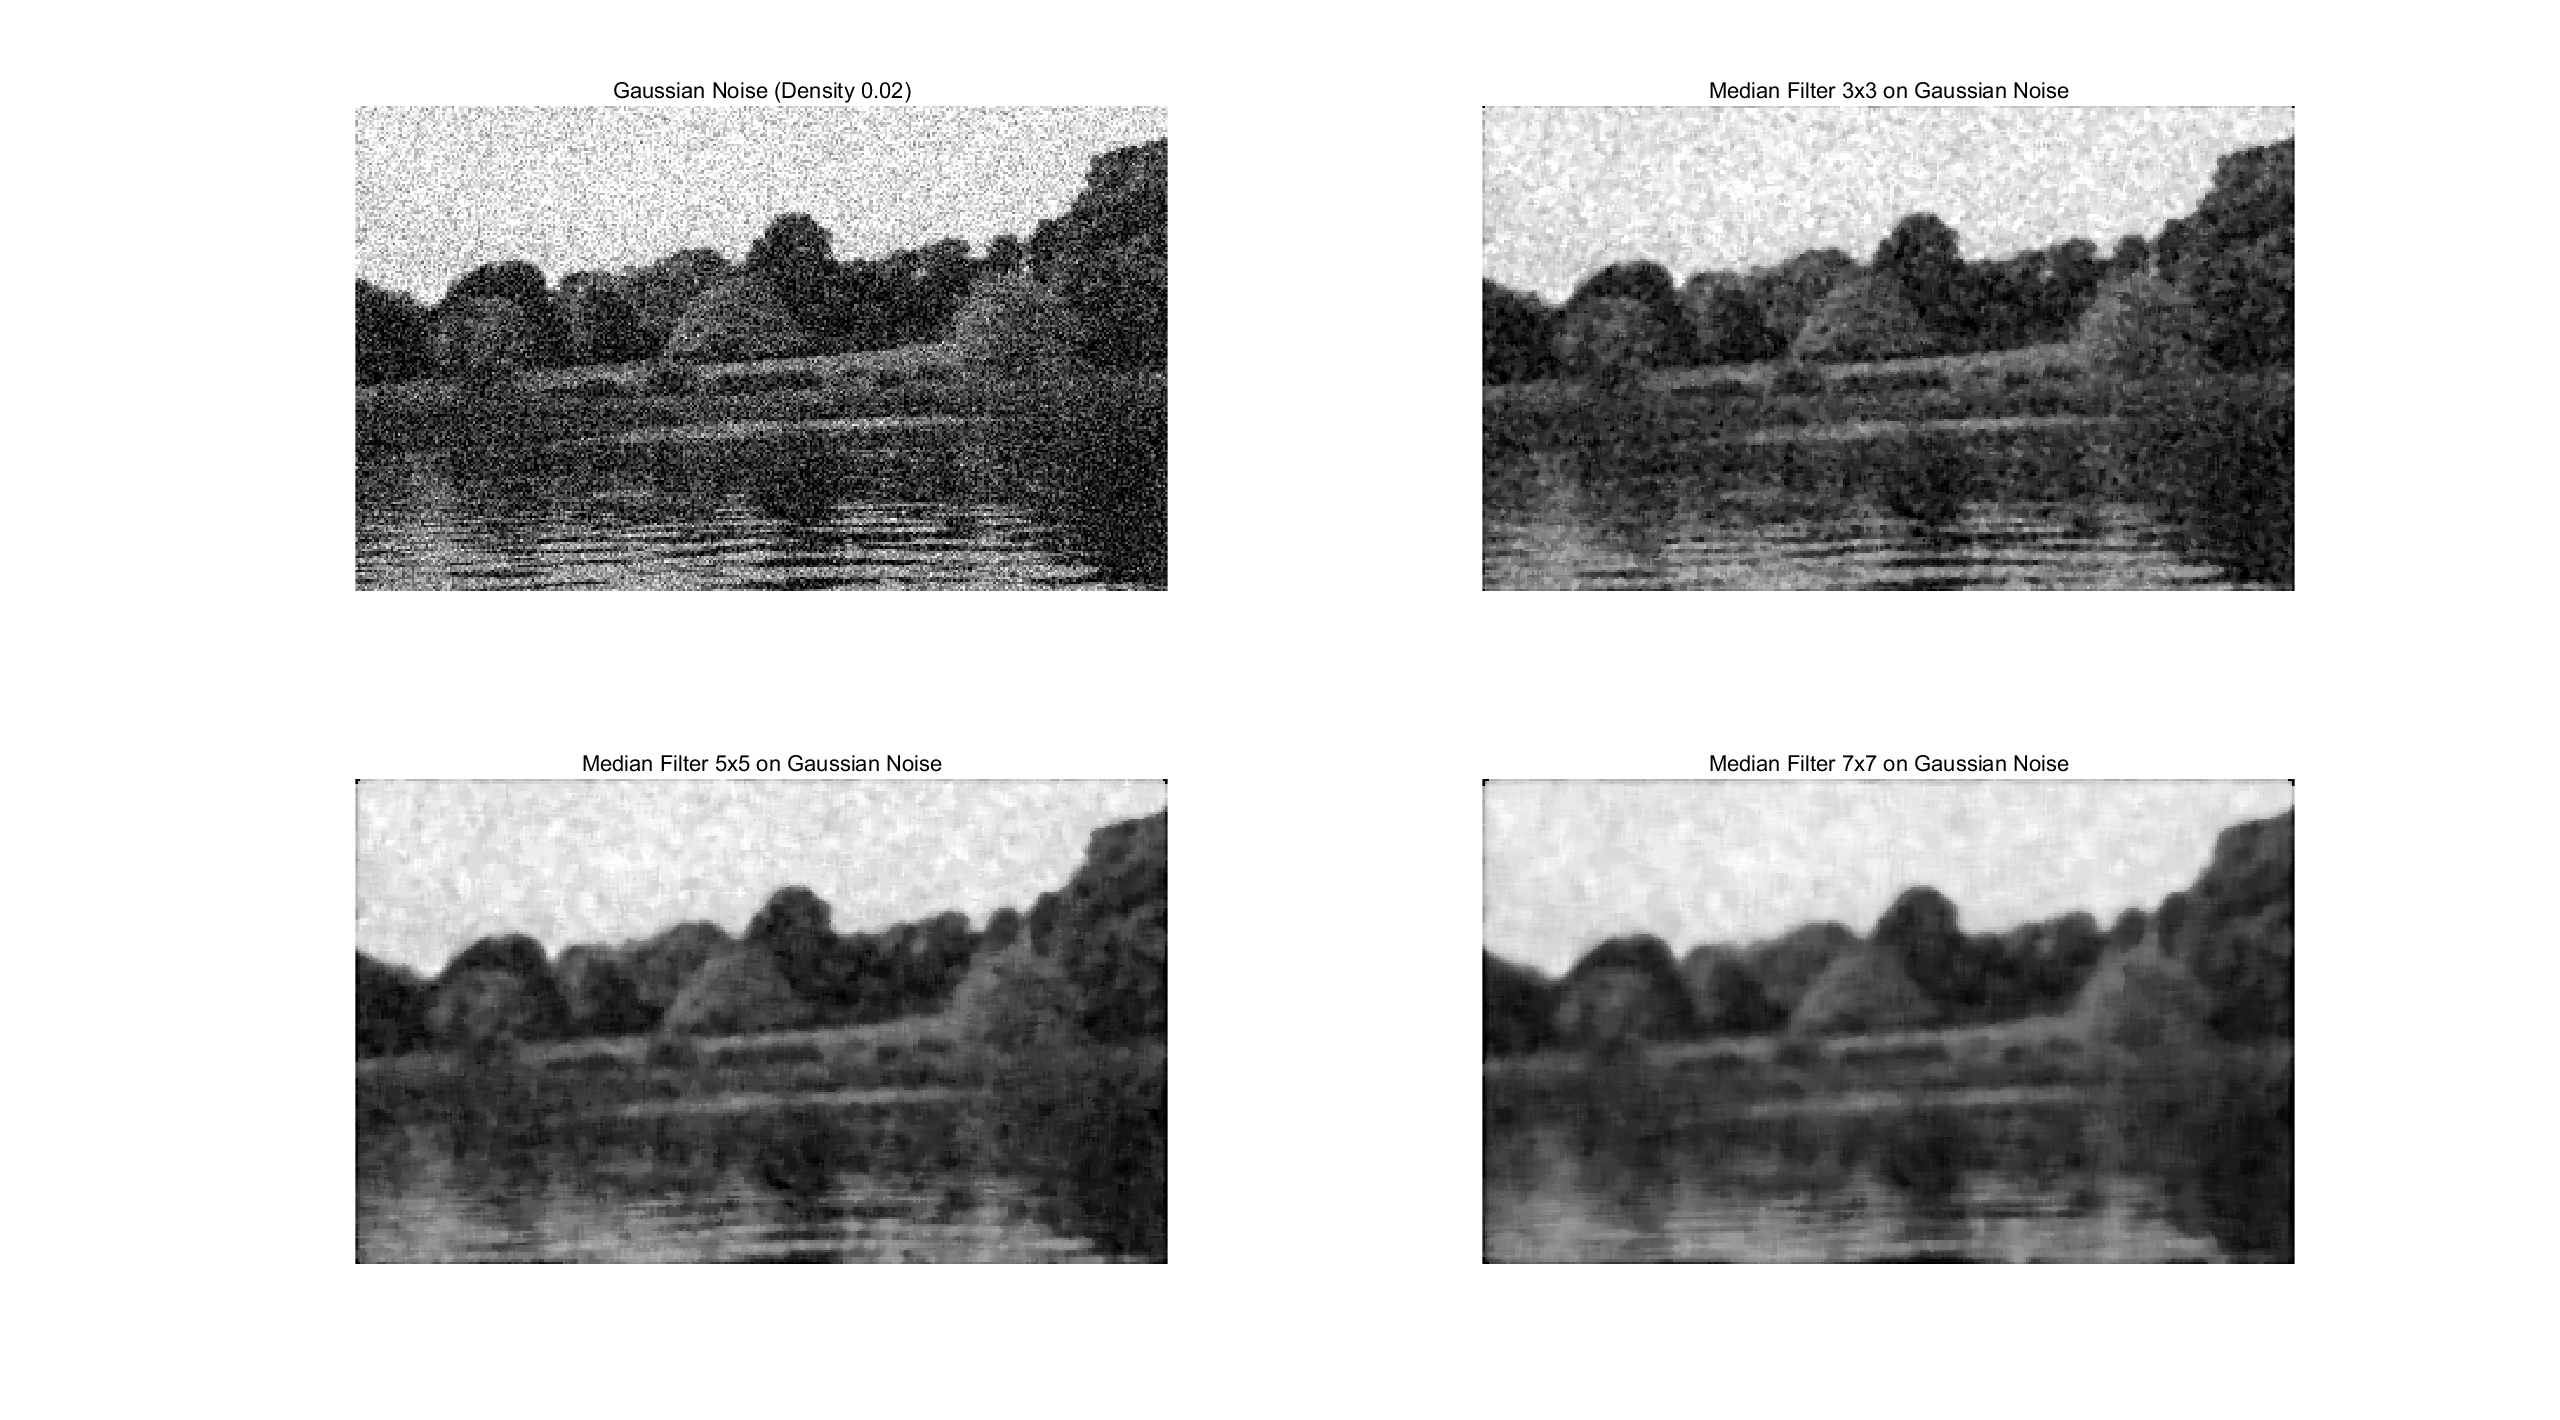 Gaussian Noise (Density 0.02)
Median Filter 3x3 on Gaussian Noise
Median Filter 5x5 on Gaussian Noise
Median Filter 7x7 on Gaussian Noise